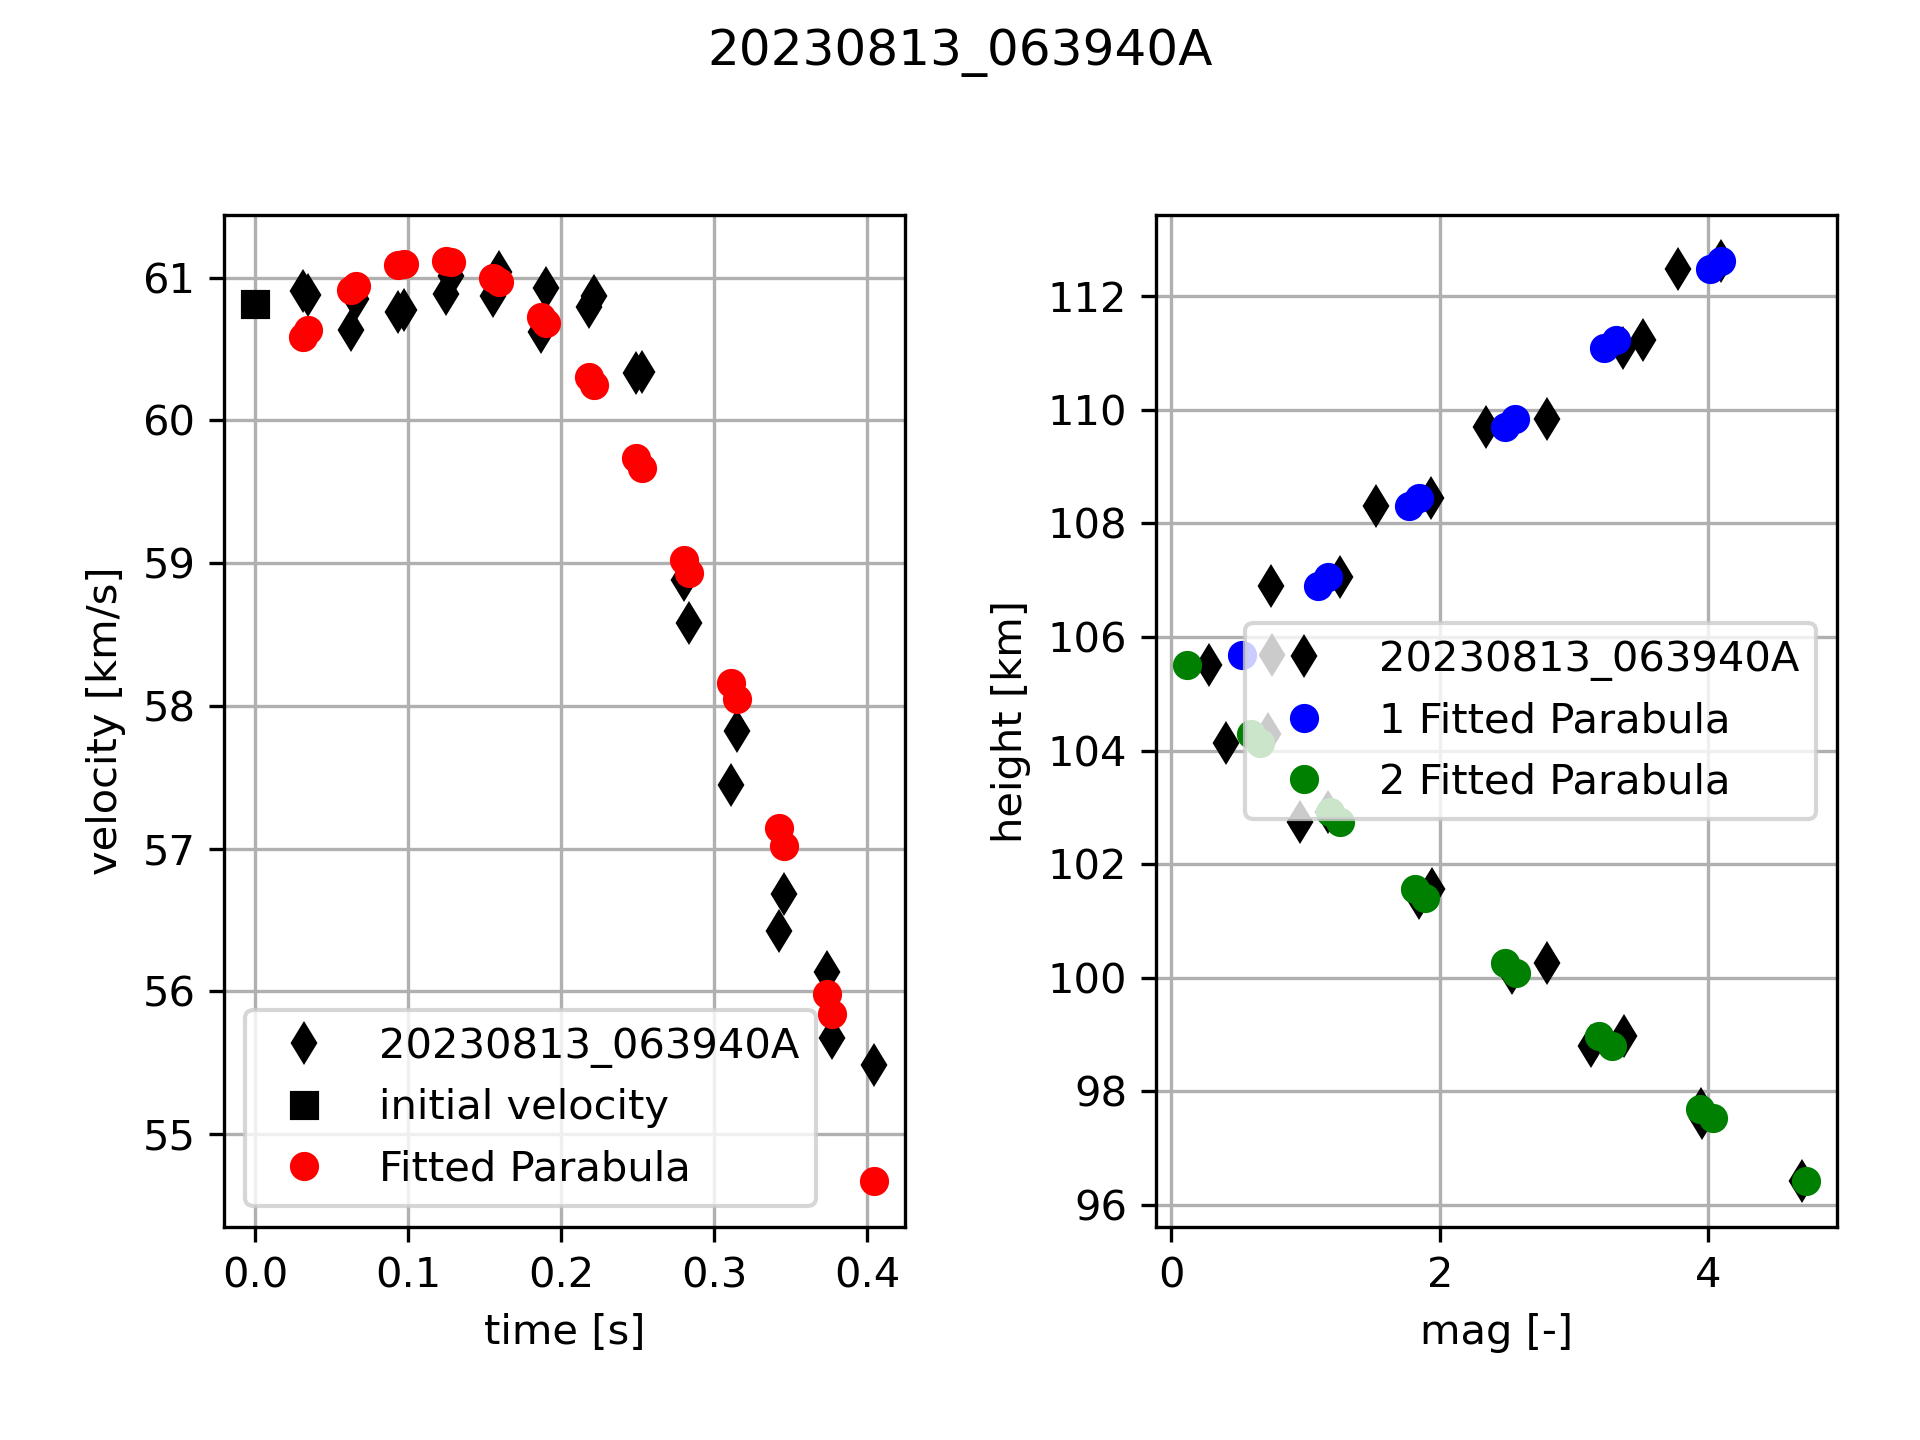 20230813_063940A
velocity [km/s]
61
60
59
58
57
56
55
20230813_063940A
initial velocity
Fitted Parabula
0.0 0.1 0.2 0.3 0.4
time [s]
height [km]
112
110
108
106
104
102
100
98
96
20230813_063940A
1 Fitted Parabula
2 Fitted Parabula
0 2 4
mag [-]